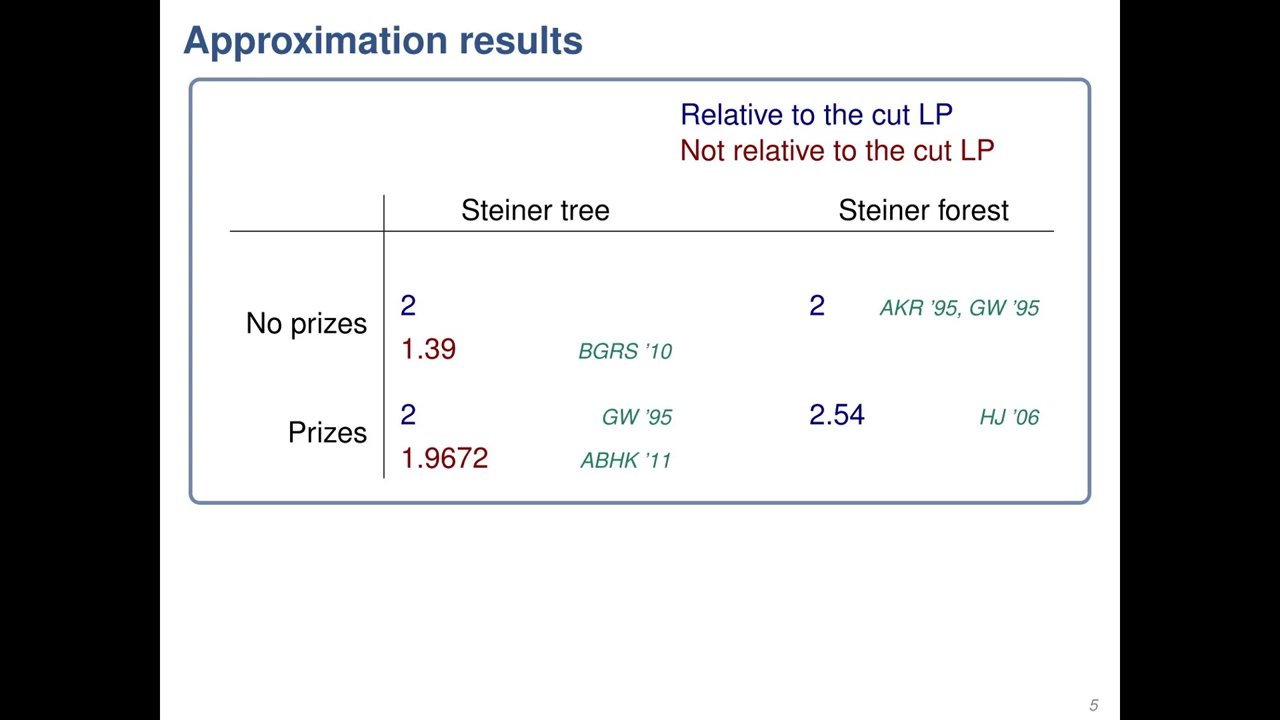 Approximation results
Relative to the cut LP
Not relative to the cut LP
Steiner tree Steiner forest
No prizes
2 2 AKR ’95, GW ’95
1.39 BGRS ’10
Prizes
2 GW ’95 2.54 HJ ’06
1.9672 ABHK ’11
5